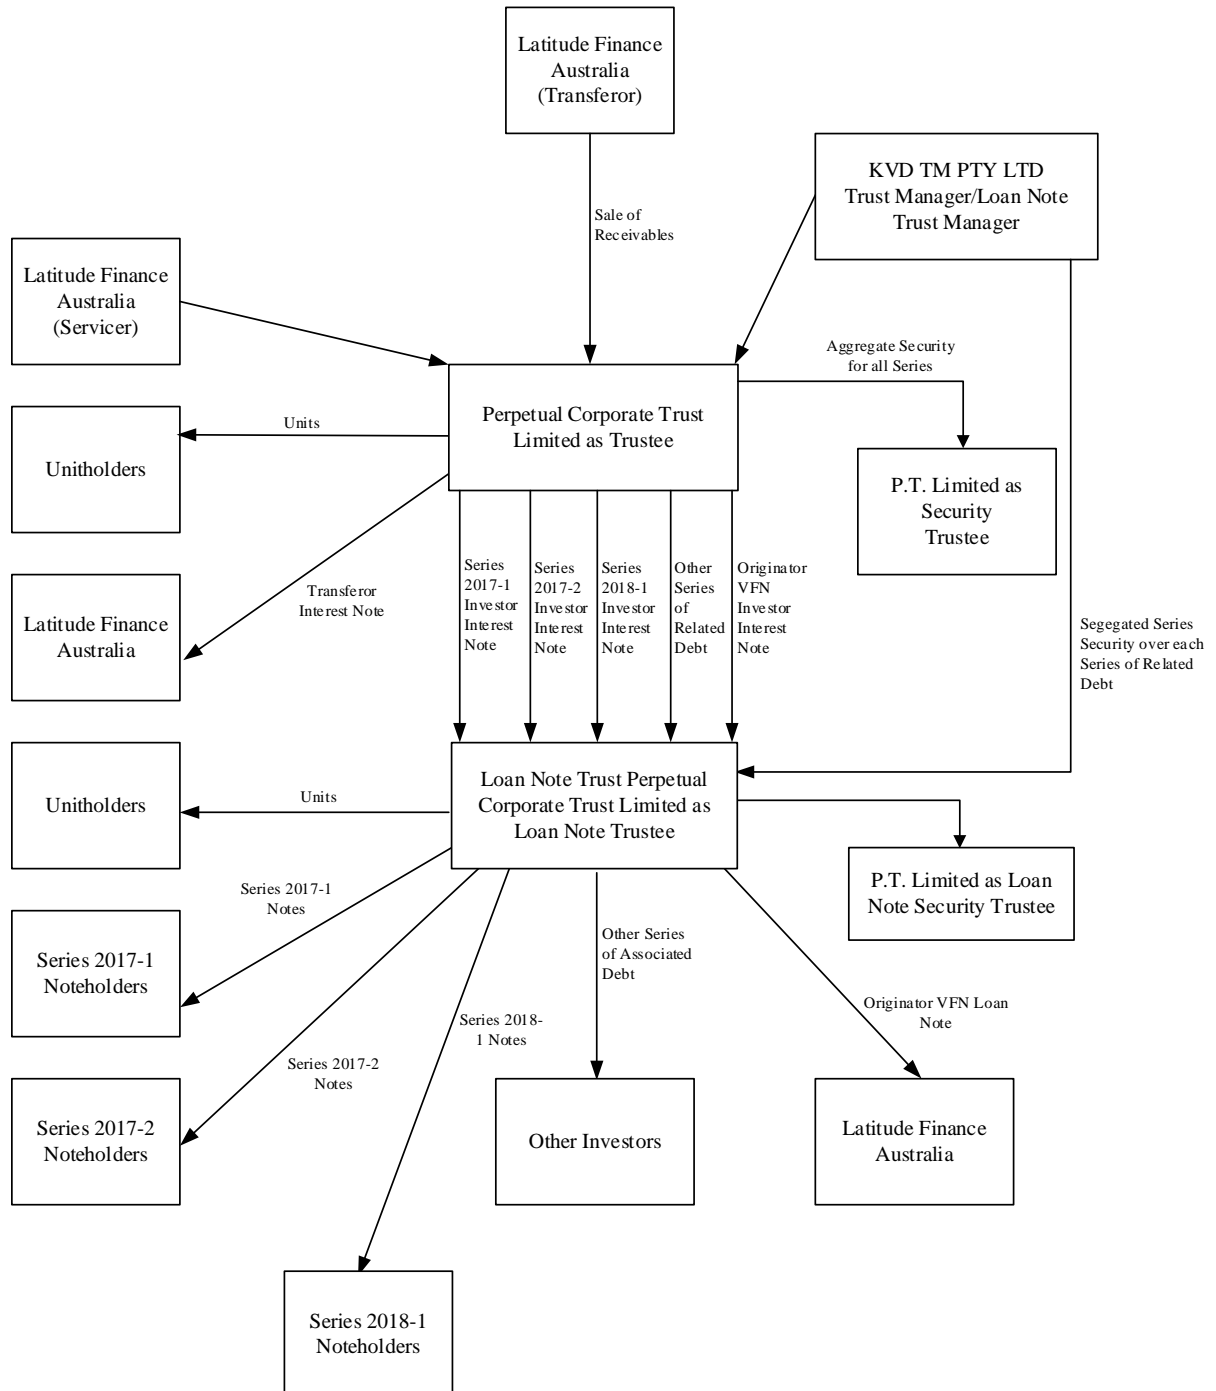 Latitude Finance
Australia
(Transferor)
KVD TM PTY LTD
Trust Manager/Loan Note
Trust Manager
Sale of
Receivables
Latitude Finance
Australia
(Servicer)
Aggregate Security
for all Series
Perpetual Corporate Trust
Limited as Trustee
Units
Unitholders
P.T. Limited as
Security
Trustee
Transferor
Interest Note
Latitude Finance
Australia
Series
2017-1
Investor
Interest
Note
Series
2017-2
Investor
Interest
Note
Series
2018-1
Investor
Interest
Note
Other
Series
of
Related
Debt
Originator
VFN
Investor
Interest
Note
Segegated Series
Security over each
Series of Related
Debt
Loan Note Trust Perpetual
Corporate Trust Limited as
Loan Note Trustee
Units
Unitholders
P.T. Limited as Loan
Note Security Trustee
Series 2017-1
Notes
Series 2017-1
Noteholders
Other Series
of Associated
Debt
Originator VFN Loan
Note
Series 2018-
1 Notes
Series 2017-2
Notes
Series 2017-2
Noteholders
Other Investors
Latitude Finance
Australia
Series 2018-1
Noteholders